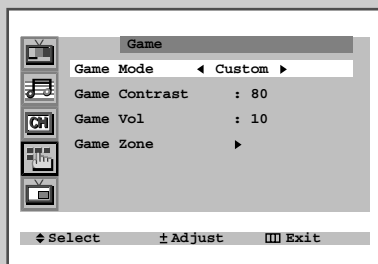 Game
Game Mode ◀ Custom ▶
Game Contrast : 80
CH Game Vol : 10
Game Zone ▶
Select ± Adjust Exit